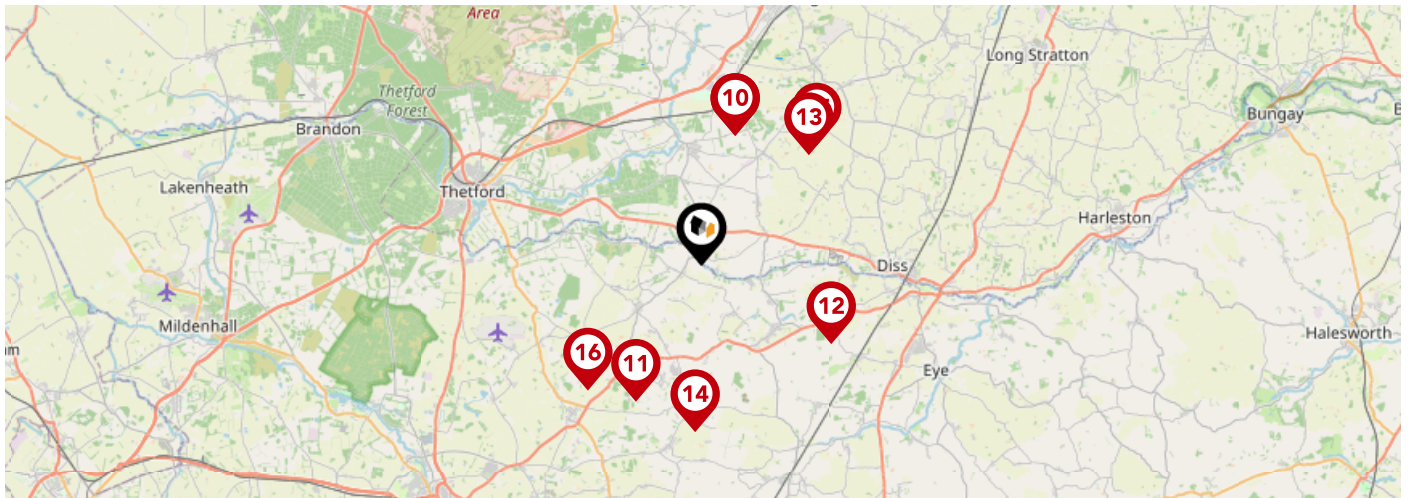 Area
Long Stratton
Thetford
Forest
10
13
Bungay
Brandon
Lakenheath
Thetford
Harleston
Diss
12
Mildenhall
Halesworth
16
11
Eye
14